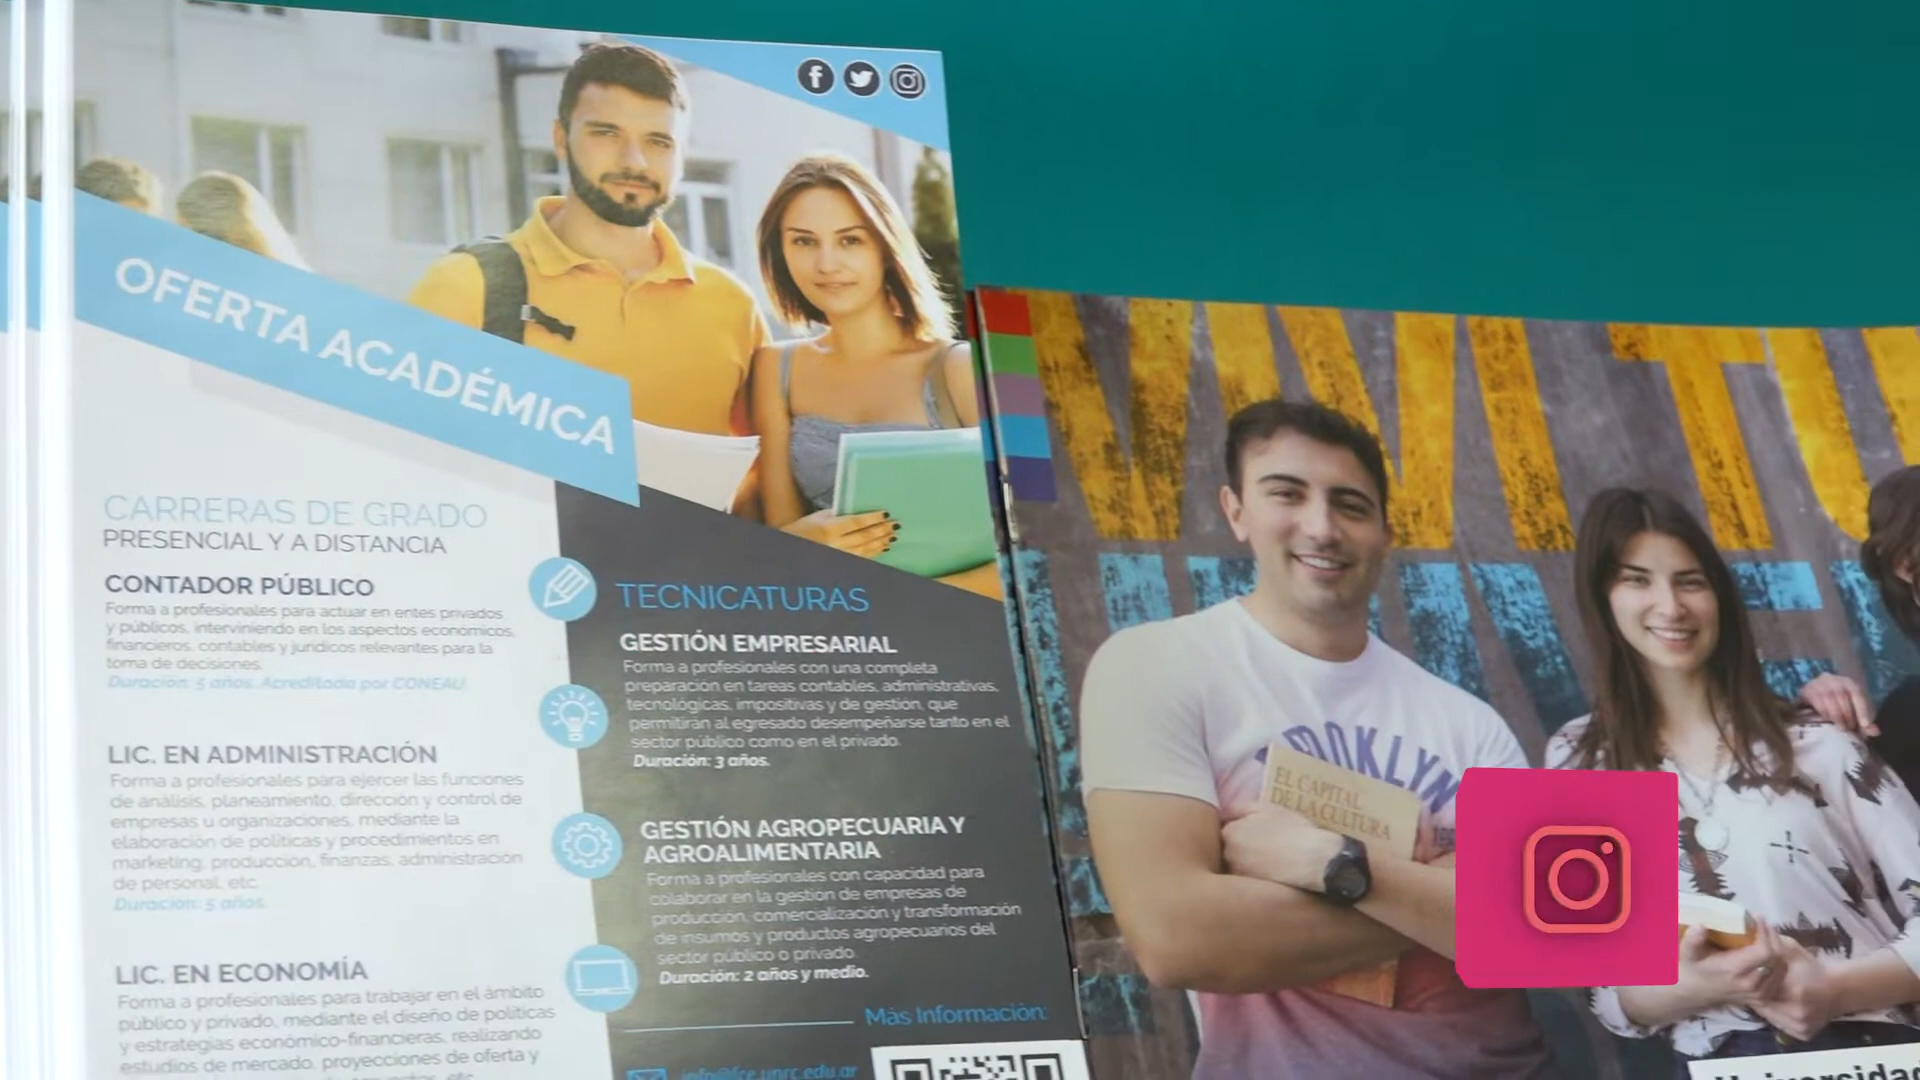 OFERTA ACADÉMICA
CARRERAS DE GRADO
PRESENCIAL Y A DISTANCIA
CONTADOR PÚBLICO
Forma a profesionales para actuar en entes privados
y públicos, interviniendo en los aspectos económicos,
financieros, contables y jurídicos relevantes para la
toma de decisiones.
Duración: 5 años. Acreditada por CONEAU.
LIC. EN ADMINISTRACIÓN
Forma a profesionales para ejercer las funciones
de análisis, planeamiento, dirección y control de
empresas u organizaciones, mediante la
elaboración de políticas y procedimientos en
marketing, producción, finanzas, administración
de personal, etc.
Duración: 5 años.
LIC. EN ECONOMÍA
Forma a profesionales para trabajar en el ámbito
público y privado, mediante el diseño de políticas
y estrategias económico-financieras, realizando
estudios de mercado, proyecciones de oferta y
TECNICATURAS
GESTIÓN EMPRESARIAL
Forma a profesionales con una completa
preparación en tareas contables, administrativas,
tecnológicas, impositivas y de gestión, que
permitirán al egresado desempeñarse tanto en el
sector público como en el privado.
Duración: 3 años.
GESTIÓN AGROPECUARIA Y
AGROALIMENTARIA
Forma a profesionales con capacidad para
colaborar en la gestión de empresas de
producción, comercialización y transformación
de insumos y productos agropecuarios del
sector público o privado.
Duración: 2 años y medio.
Más Información:
info@fce.unrc.edu.ar
VIVI TU
BROOKLYN
EL CAPITAL
DE LA CULTURA